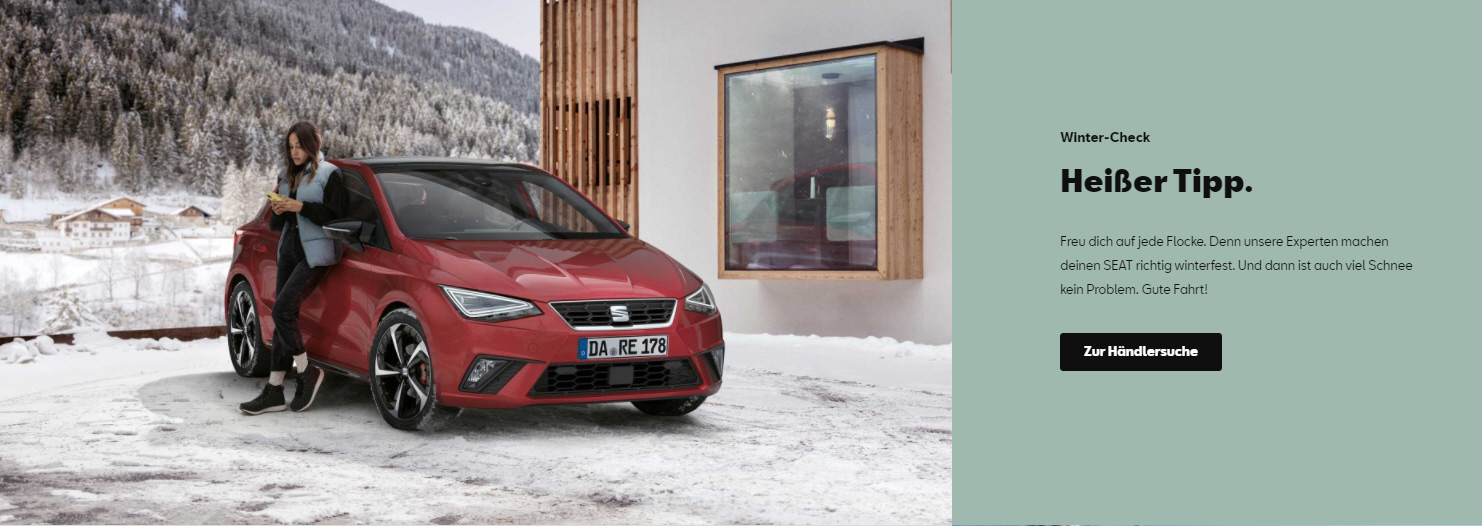 Winter-Check
Heißer Tipp.
Freu dich auf jede Flocke. Denn unsere Experten machen
deinen SEAT richtig winterfest. Und dann ist auch viel Schnee
kein Problem. Gute Fahrt!
Zur Händlersuche
DA RE 178